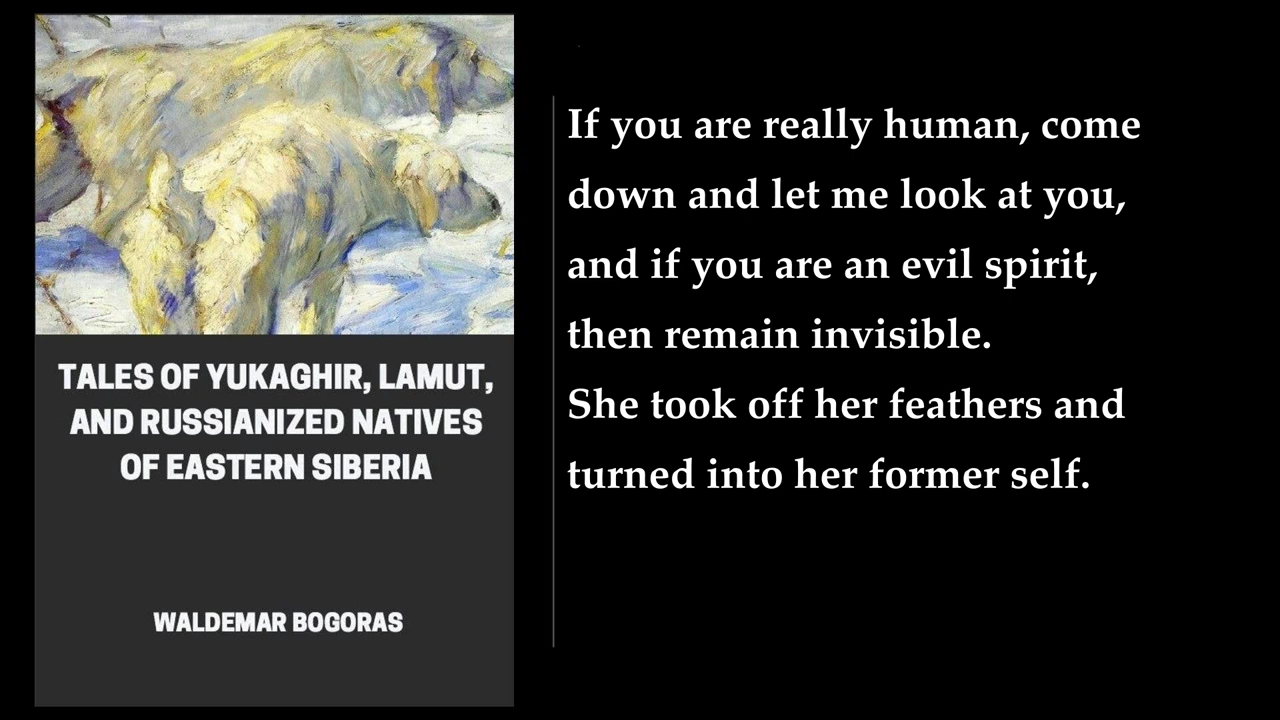 TALES OF YUKAGHIR, LAMUT,
AND RUSSIANIZED NATIVES
OF EASTERN SIBERIA
WALDEMAR BOGORAS
If you are really human, come
down and let me look at you,
and if you are an evil spirit,
then remain invisible.
She took off her feathers and
turned into her former self.